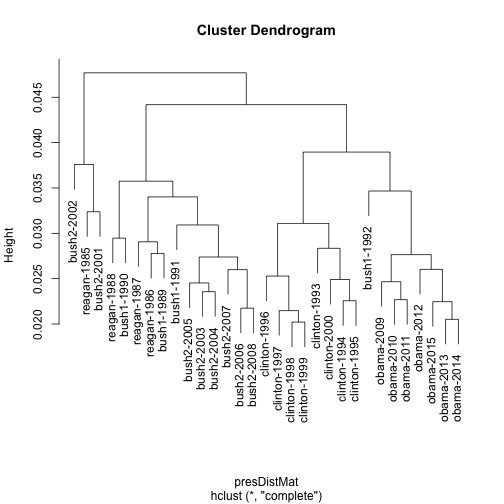 Cluster Dendrogram
Height
0.045
0.040
0.035
0.030
0.025
0.020
bush2-2002
reagan-1985
bush2-2001
reagan-1988
bush1-1990
reagan-1987
reagan-1986
bush1-1989
bush1-1991
bush2-2005
bush2-2003
bush2-2004
bush2-2007
bush2-2006
bush2-2008
clinton-1996
clinton-1997
clinton-1998
clinton-1999
clinton-1993
clinton-2000
clinton-1994
clinton-1995
bush1-1992
obama-2009
obama-2010
obama-2011
obama-2012
obama-2015
obama-2013
obama-2014
presDistMat
hclust (*, "complete")